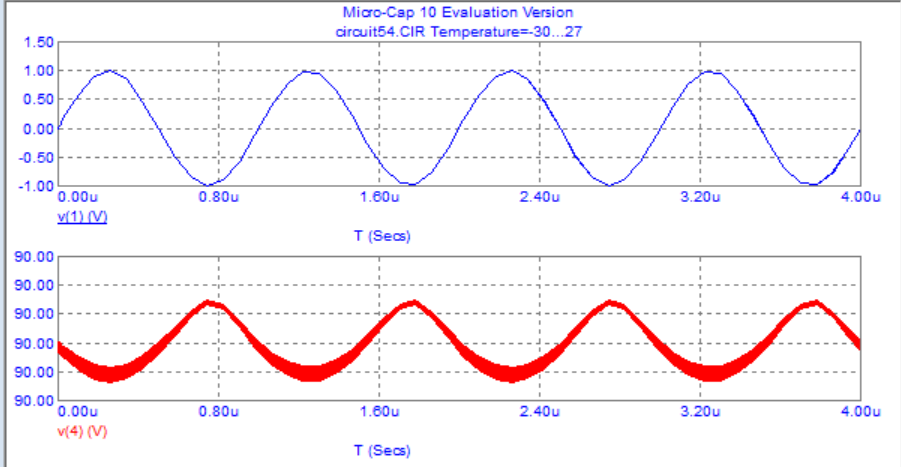 Micro-Cap 10 Evaluation Version
circuit54.CIR Temperature=-30...27
1.50
1.00
0.50
0.00
-0.50
-1.00
0.00u 0.80u 1.60u 2.40u 3.20u 4.00u
v(1) (V)
T (Secs)
90.00
90.00
90.00
90.00
90.00
90.00
0.00u 0.80u 1.60u 2.40u 3.20u 4.00u
v(4) (V)
T (Secs)